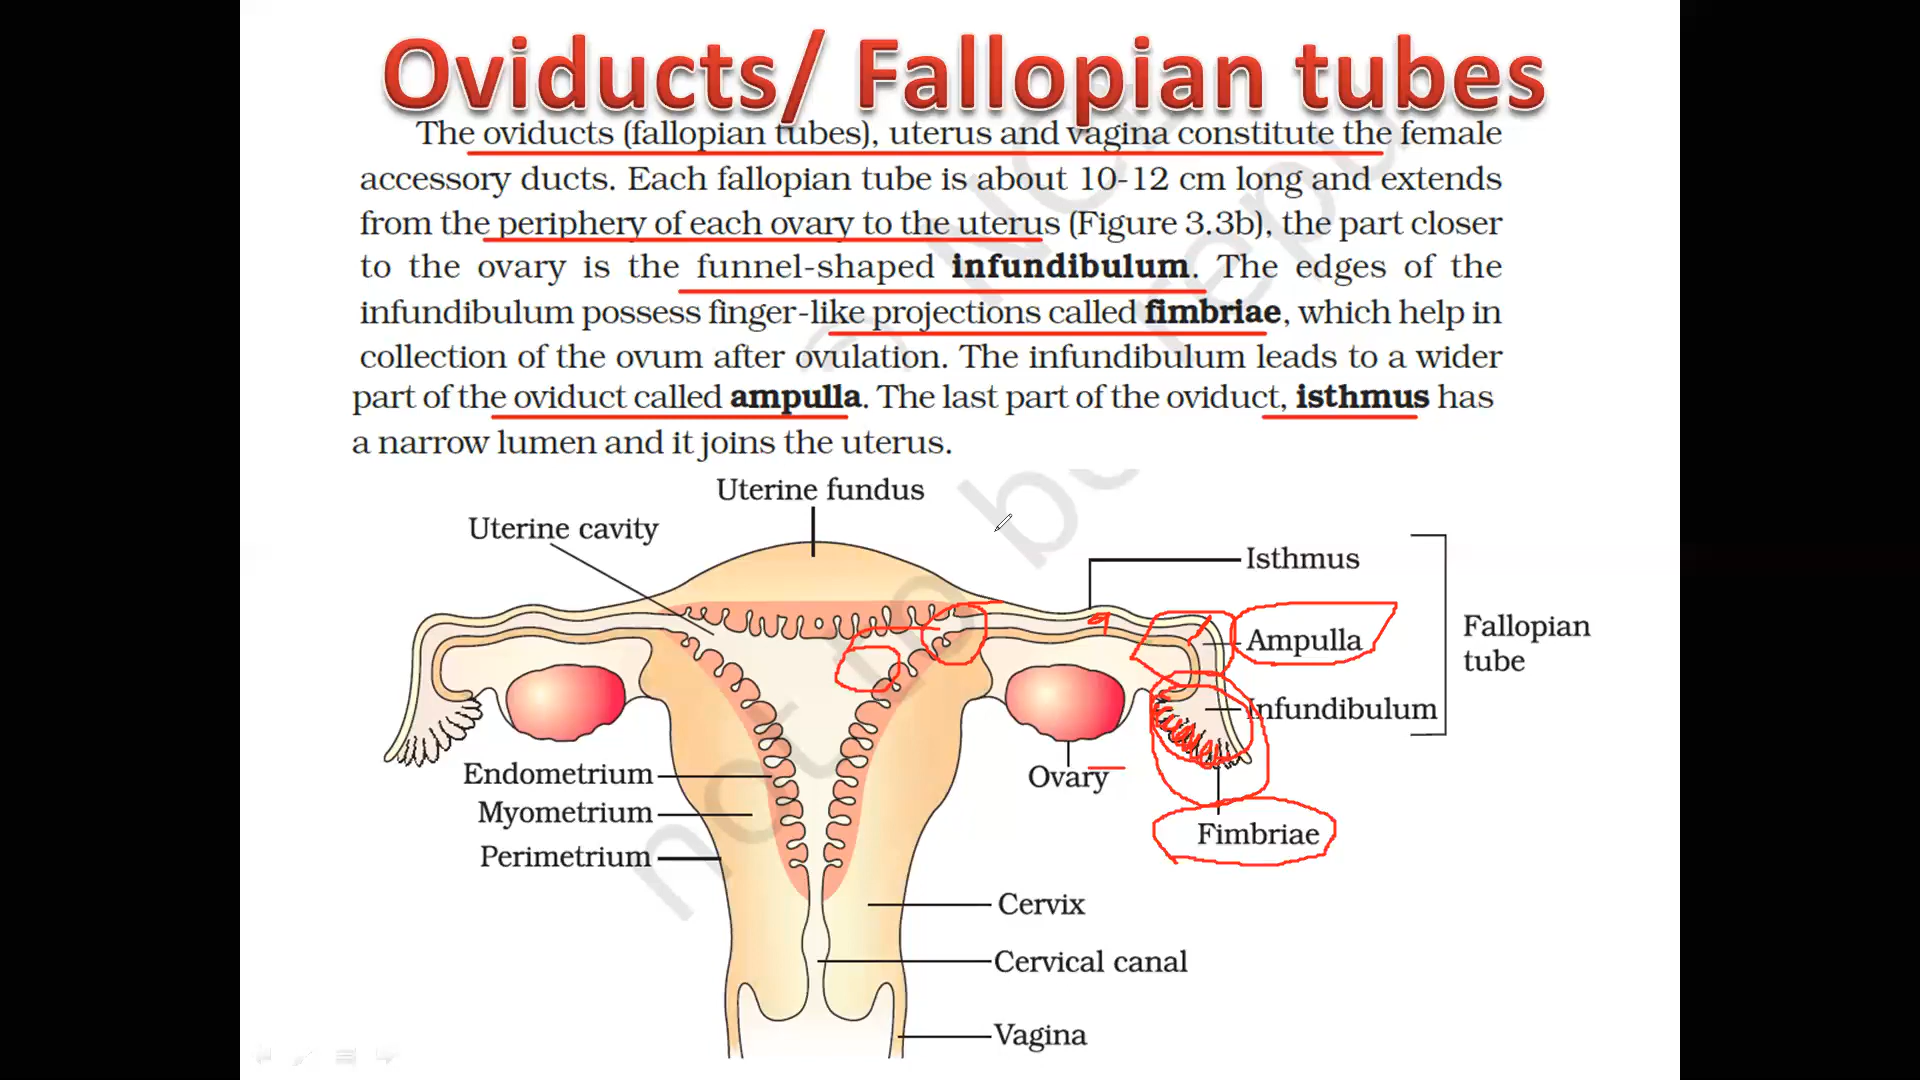 Oviducts/ Fallopian tubes
The oviducts (fallopian tubes), uterus and vagina constitute the female
accessory ducts. Each fallopian tube is about 10-12 cm long and extends
from the periphery of each ovary to the uterus (Figure 3.3b), the part closer
to the ovary is the funnel-shaped infundibulum. The edges of the
infundibulum possess finger-like projections called fimbriae, which help in
collection of the ovum after ovulation. The infundibulum leads to a wider
part of the oviduct called ampulla. The last part of the oviduct, isthmus has
a narrow lumen and it joins the uterus.
Uterine fundus
Uterine cavity
Isthmus
Ampulla
Fallopian
tube
Infundibulum
Endometrium
Ovary
Myometrium
Fimbriae
Perimetrium
Cervix
Cervical canal
Vagina
not to be